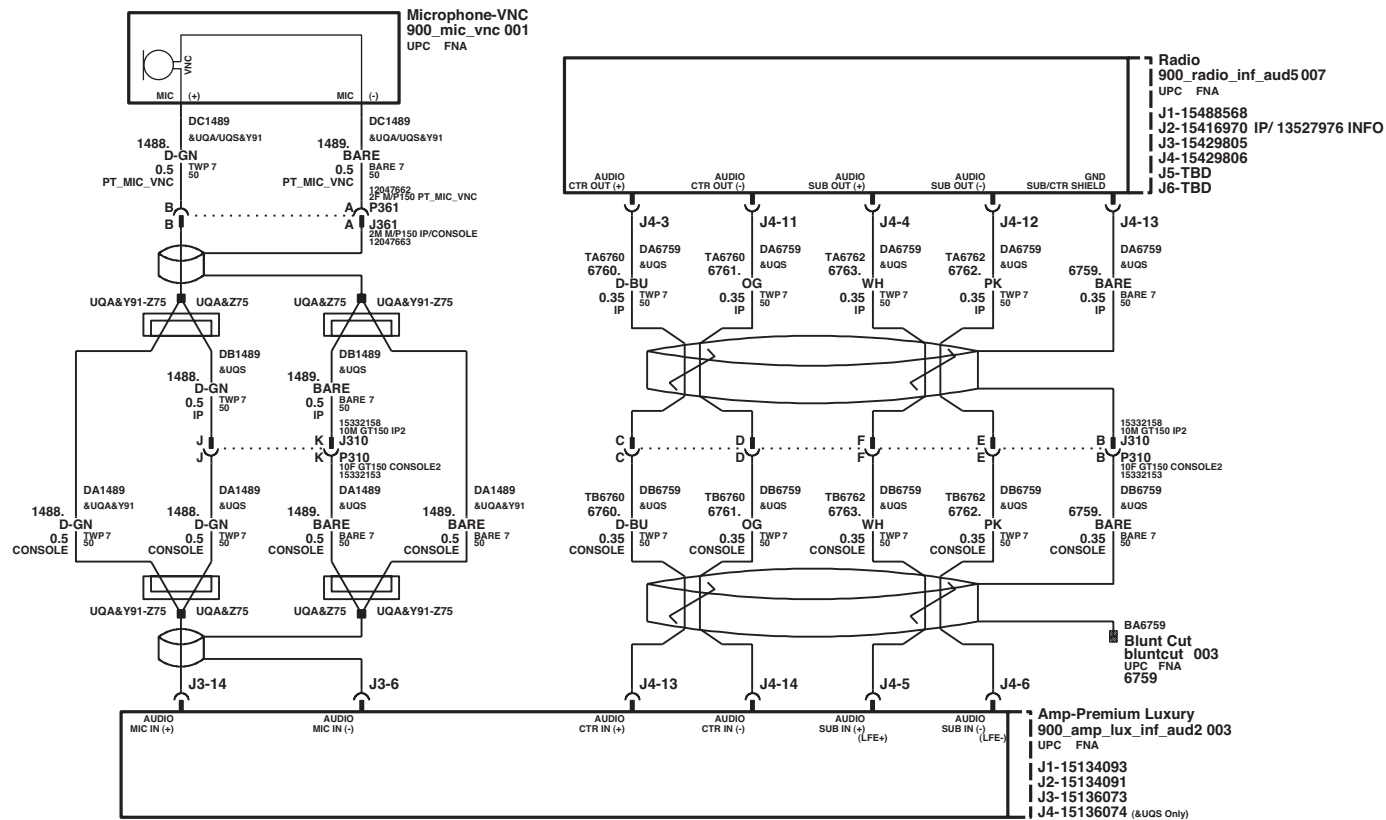 Microphone-VNC
900_mic_vnc 001
UPC FNA
VNC
MIC (+)
MIC (-)
DC1489
&UQA/UQS&Y91
1488.
D-GN
0.5
TWP 7
50
PT_MIC_VNC
DC1489
&UQA/UQS&Y91
1489.
BARE
0.5
BARE 7
50
PT_MIC_VNC
12047662
2F M/P150 PT_MIC_VNC
B
A
P361
B
A
J361
2M M/P150 IP/CONSOLE
12047663
UQA&Y91-Z75
UQA&Z75
UQA&Z75
UQA&Y91-Z75
DB1489
&UQS
1488.
D-GN
0.5
TWP 7
50
IP
DB1489
&UQS
1489.
BARE
0.5
BARE 7
50
IP
15332158
10M GT150 IP2
J
K
J310
J
K
P310
10F GT150 CONSOLE2
15332153
DA1489
&UQA&Y91
1488.
D-GN
0.5
TWP 7
50
CONSOLE
DA1489
&UQS
1488.
D-GN
0.5
TWP 7
50
CONSOLE
DA1489
&UQS
1489.
BARE
0.5
BARE 7
50
CONSOLE
DA1489
&UQA&Y91
1489.
BARE
0.5
BARE 7
50
CONSOLE
UQA&Y91-Z75
UQA&Z75
UQA&Z75
UQA&Y91-Z75
J3-14
J3-6
Radio
900_radio_inf_aud5 007
UPC FNA
J1-15488568
J2-15416970 IP/ 13527976 INFO
J3-15429805
J4-15429806
J5-TBD
J6-TBD
AUDIO
CTR OUT (+)
AUDIO
CTR OUT (-)
AUDIO
SUB OUT (+)
AUDIO
SUB OUT (-)
GND
SUB/CTR SHIELD
J4-3
J4-11
J4-4
J4-12
J4-13
DA6759
&UQS
TA6760
6760.
D-BU
0.35
TWP 7
50
IP
DA6759
&UQS
TA6760
6761.
OG
0.35
TWP 7
50
IP
DA6759
&UQS
TA6762
6763.
WH
0.35
TWP 7
50
IP
DA6759
&UQS
TA6762
6762.
PK
0.35
TWP 7
50
IP
DA6759
&UQS
6759.
BARE
0.35
BARE 7
50
IP
15332158
10M GT150 IP2
C
D
F
E
B
J310
C
D
F
E
B
P310
10F GT150 CONSOLE2
15332153
DB6759
&UQS
TB6760
6760.
D-BU
0.35
TWP 7
50
CONSOLE
DB6759
&UQS
TB6760
6761.
OG
0.35
TWP 7
50
CONSOLE
DB6759
&UQS
TB6762
6763.
WH
0.35
TWP 7
50
CONSOLE
DB6759
&UQS
TB6762
6762.
PK
0.35
TWP 7
50
CONSOLE
DB6759
&UQS
6759.
BARE
0.35
BARE 7
50
CONSOLE
BA6759
Blunt Cut
bluntcut 003
UPC FNA
6759
J4-13
J4-14
J4-5
J4-6
AUDIO
MIC IN (+)
AUDIO
MIC IN (-)
AUDIO
CTR IN (+)
AUDIO
CTR IN (-)
AUDIO
SUB IN (+)
(LFE+)
AUDIO
SUB IN (-)
(LFE-)
Amp-Premium Luxury
900_amp_lux_inf_aud2 003
UPC FNA
J1-15134093
J2-15134091
J3-15136073
J4-15136074 (&UQS Only)